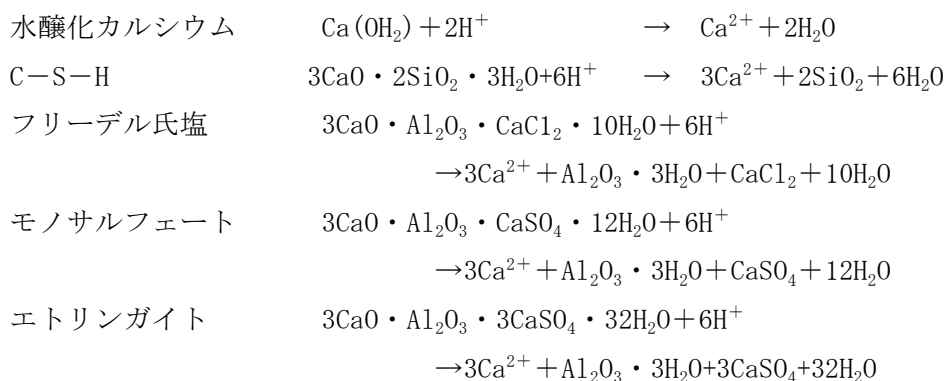 水醸化カルシウム Ca(OH₂)+2H⁺ → Ca²⁺+2H₂O
C-S-H 3CaO・2SiO₂・3H₂O+6H⁺ → 3Ca²⁺+2SiO₂+6H₂O
フリーデル氏塩 3CaO・Al₂O₃・CaCl₂・10H₂O+6H⁺
→3Ca²⁺+Al₂O₃・3H₂O+CaCl₂+10H₂O
モノサルフェート 3CaO・Al₂O₃・CaSO₄・12H₂O+6H⁺
→3Ca²⁺+Al₂O₃・3H₂O+CaSO₄+12H₂O
エトリンガイト 3CaO・Al₂O₃・3CaSO₄・32H₂O+6H⁺
→3Ca²⁺+Al₂O₃・3H₂O+3CaSO₄+32H₂O